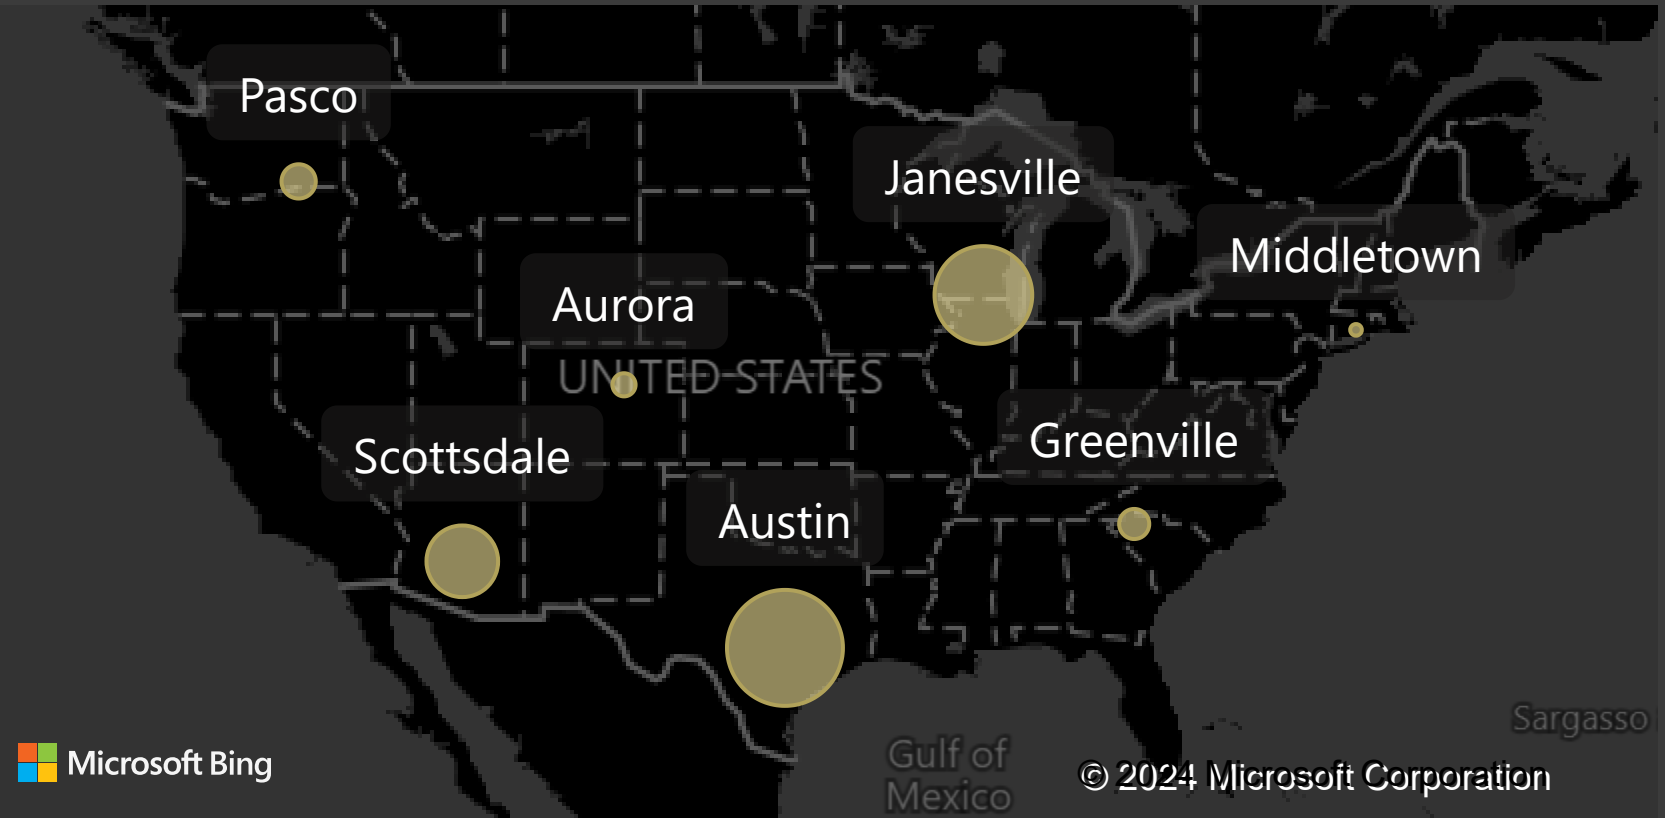 Pasco
Janesville
Middletown
Aurora
UNITED STATES
Greenville
Scottsdale
Austin
Sargasso
Gulf of
Mexico
Microsoft Bing
© 2024 Microsoft Corporation